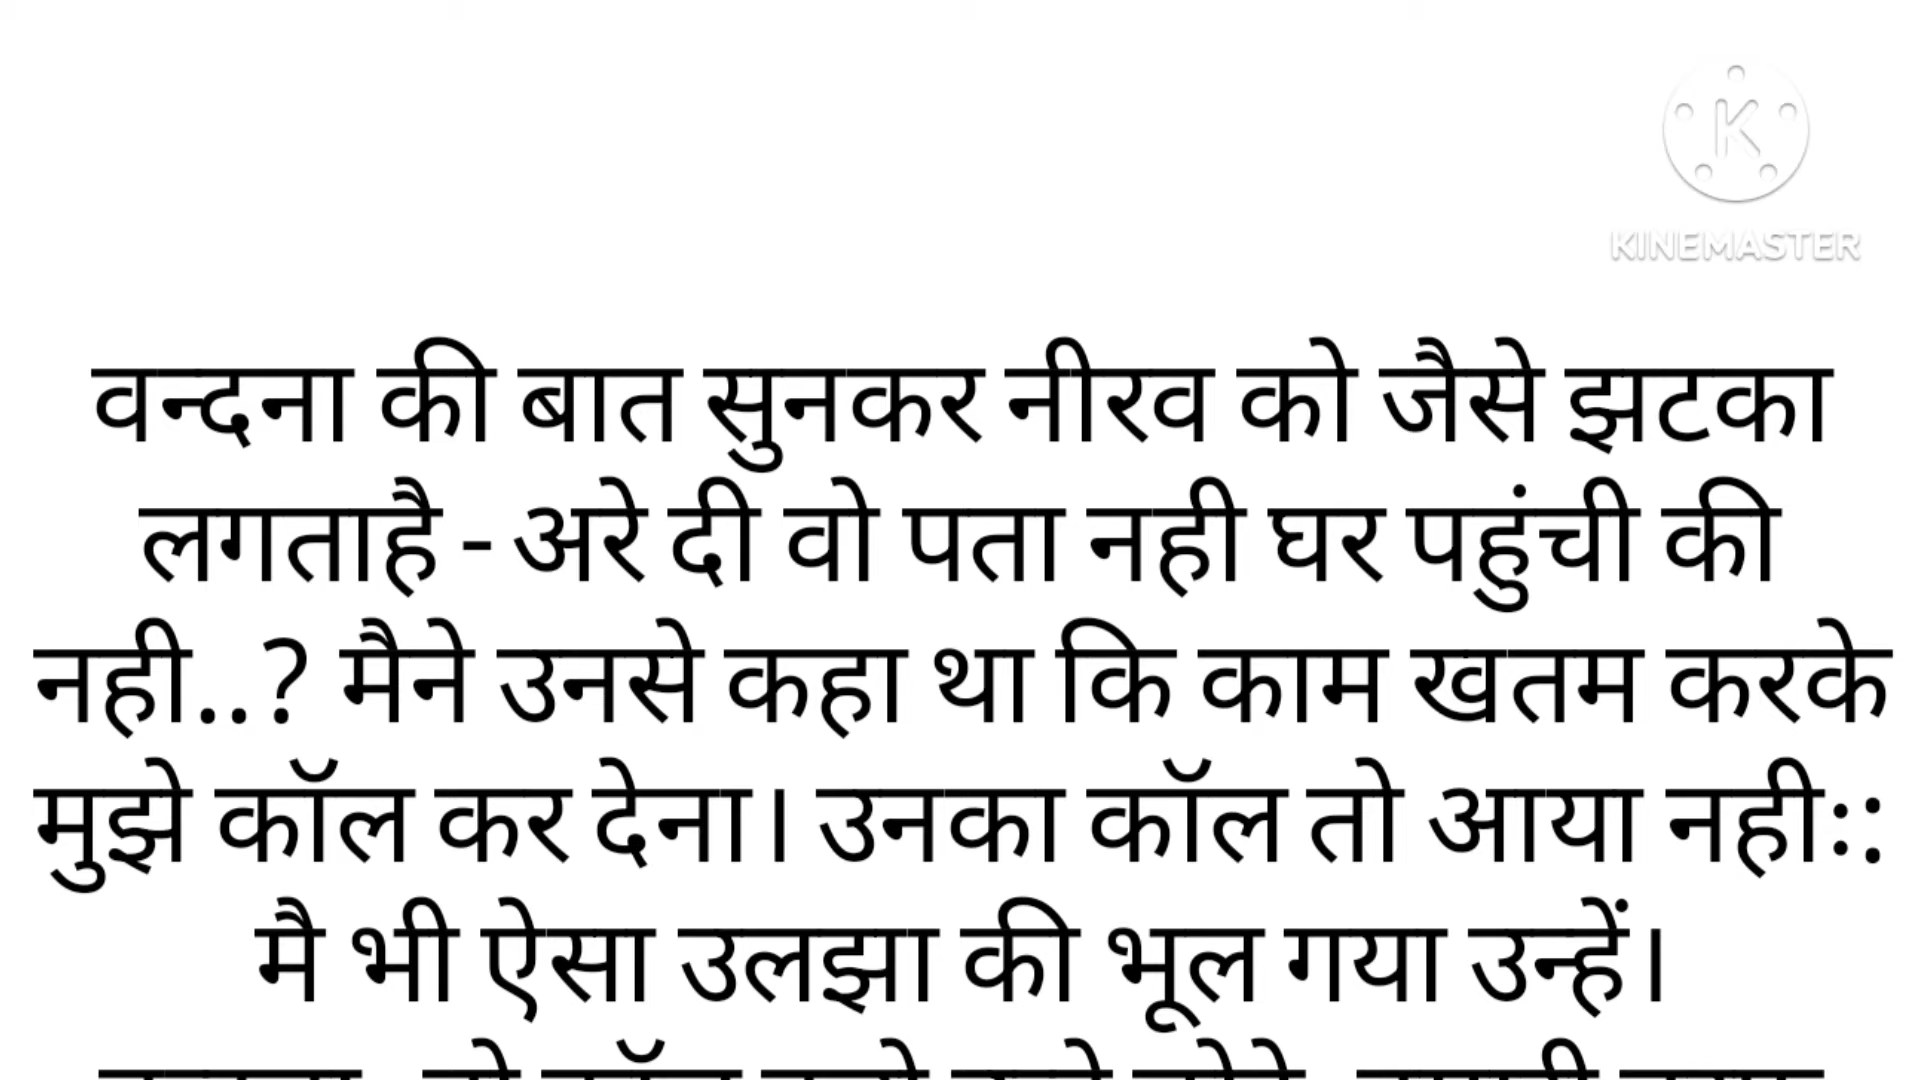 KINEMASTER
वन्दना की बात सुनकर नीरव को जैसे झटका
लगताहै - अरे दी वो पता नही घर पहुंची की
नही..? मैने उनसे कहा था कि काम खतम करके
मुझे कॉल कर देना। उनका कॉल तो आया नहीः:
मै भी ऐसा उलझा की भूल गया उन्हें।